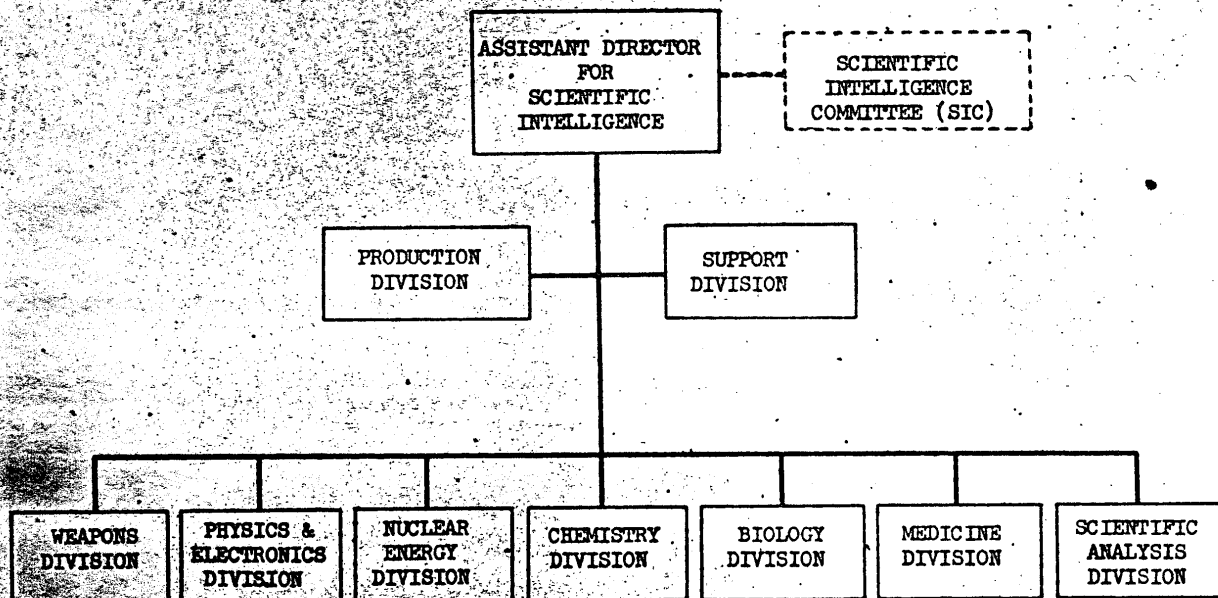 ASSISTANT DIRECTOR
FOR
SCIENTIFIC
INTELLIGENCE
SCIENTIFIC
INTELLIGENCE
COMMITTEE (SIC)
PRODUCTION
DIVISION
SUPPORT
DIVISION
WEAPONS
DIVISION
PHYSICS &
ELECTRONICS
DIVISION
NUCLEAR
ENERGY
DIVISION
CHEMISTRY
DIVISION
BIOLOGY
DIVISION
MEDICINE
DIVISION
SCIENTIFIC
ANALYSIS
DIVISION